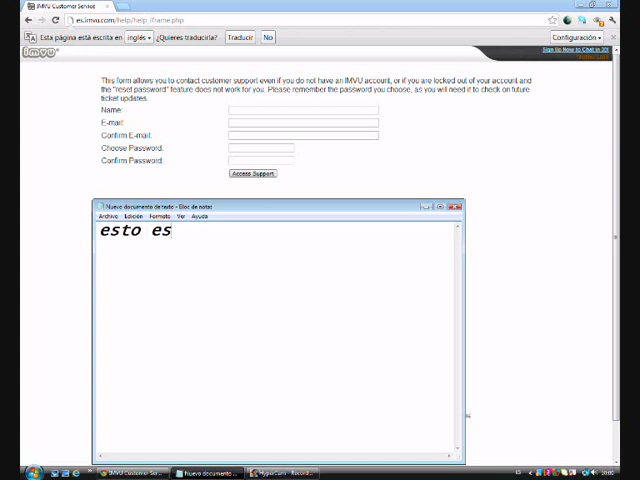 IMVU Customer Service
es.imvu.com/help/help_iframe.php
Esta página está escrita en inglés ¿Quieres traducirla? Traducir No Configuración
imvu
Sign Up Now to Chat in 3D!
This form allows you to contact customer support even if you do not have an IMVU account, or if you are locked out of your account and
the "reset password" feature does not work for you. Please remember the password you choose, as you will need it to check on future
ticket updates.
Name:
E-mail:
Confirm E-mail:
Choose Password:
Confirm Password:
Access Support
Nuevo documento de texto - Bloc de notas
Archivo Edición Formato Ver Ayuda
esto es
IMVU Customer Ser...
Nuevo documento ...
HyperCam - Record...
ES